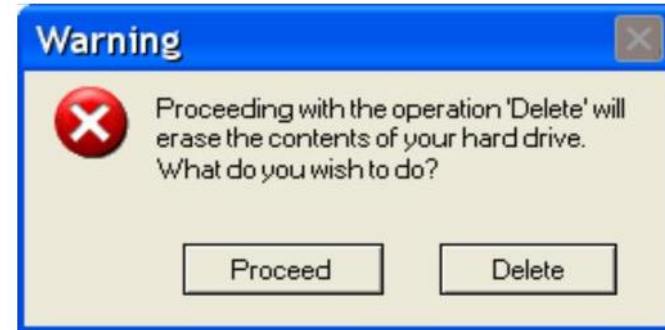 Warning
Proceeding with the operation 'Delete' will
erase the contents of your hard drive.
What do you wish to do?
Proceed
Delete